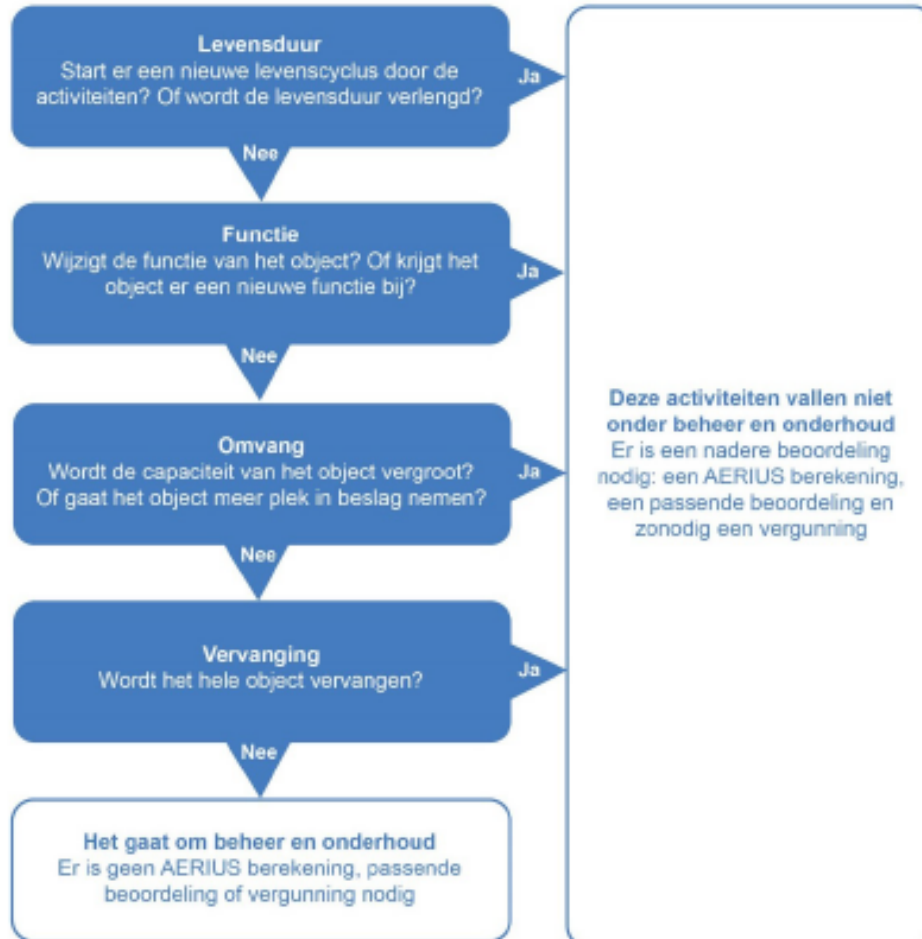 Levensduur
Start er een nieuwe levenscyclus door de
activiteiten? Of wordt de levensduur verlengd?
Ja
Nee
Functie
Wijzigt de functie van het object? Of krijgt het
object er een nieuwe functie bij?
Ja
Nee
Omvang
Wordt de capaciteit van het object vergroot?
Of gaat het object meer plek in beslag nemen?
Ja
Nee
Vervanging
Wordt het hele object vervangen?
Ja
Nee
Het gaat om beheer en onderhoud
Er is geen AERIUS berekening, passende
beoordeling of vergunning nodig
Deze activiteiten vallen niet
onder beheer en onderhoud
Er is een nadere beoordeling
nodig: een AERIUS berekening,
een passende beoordeling en
zonodig een vergunning